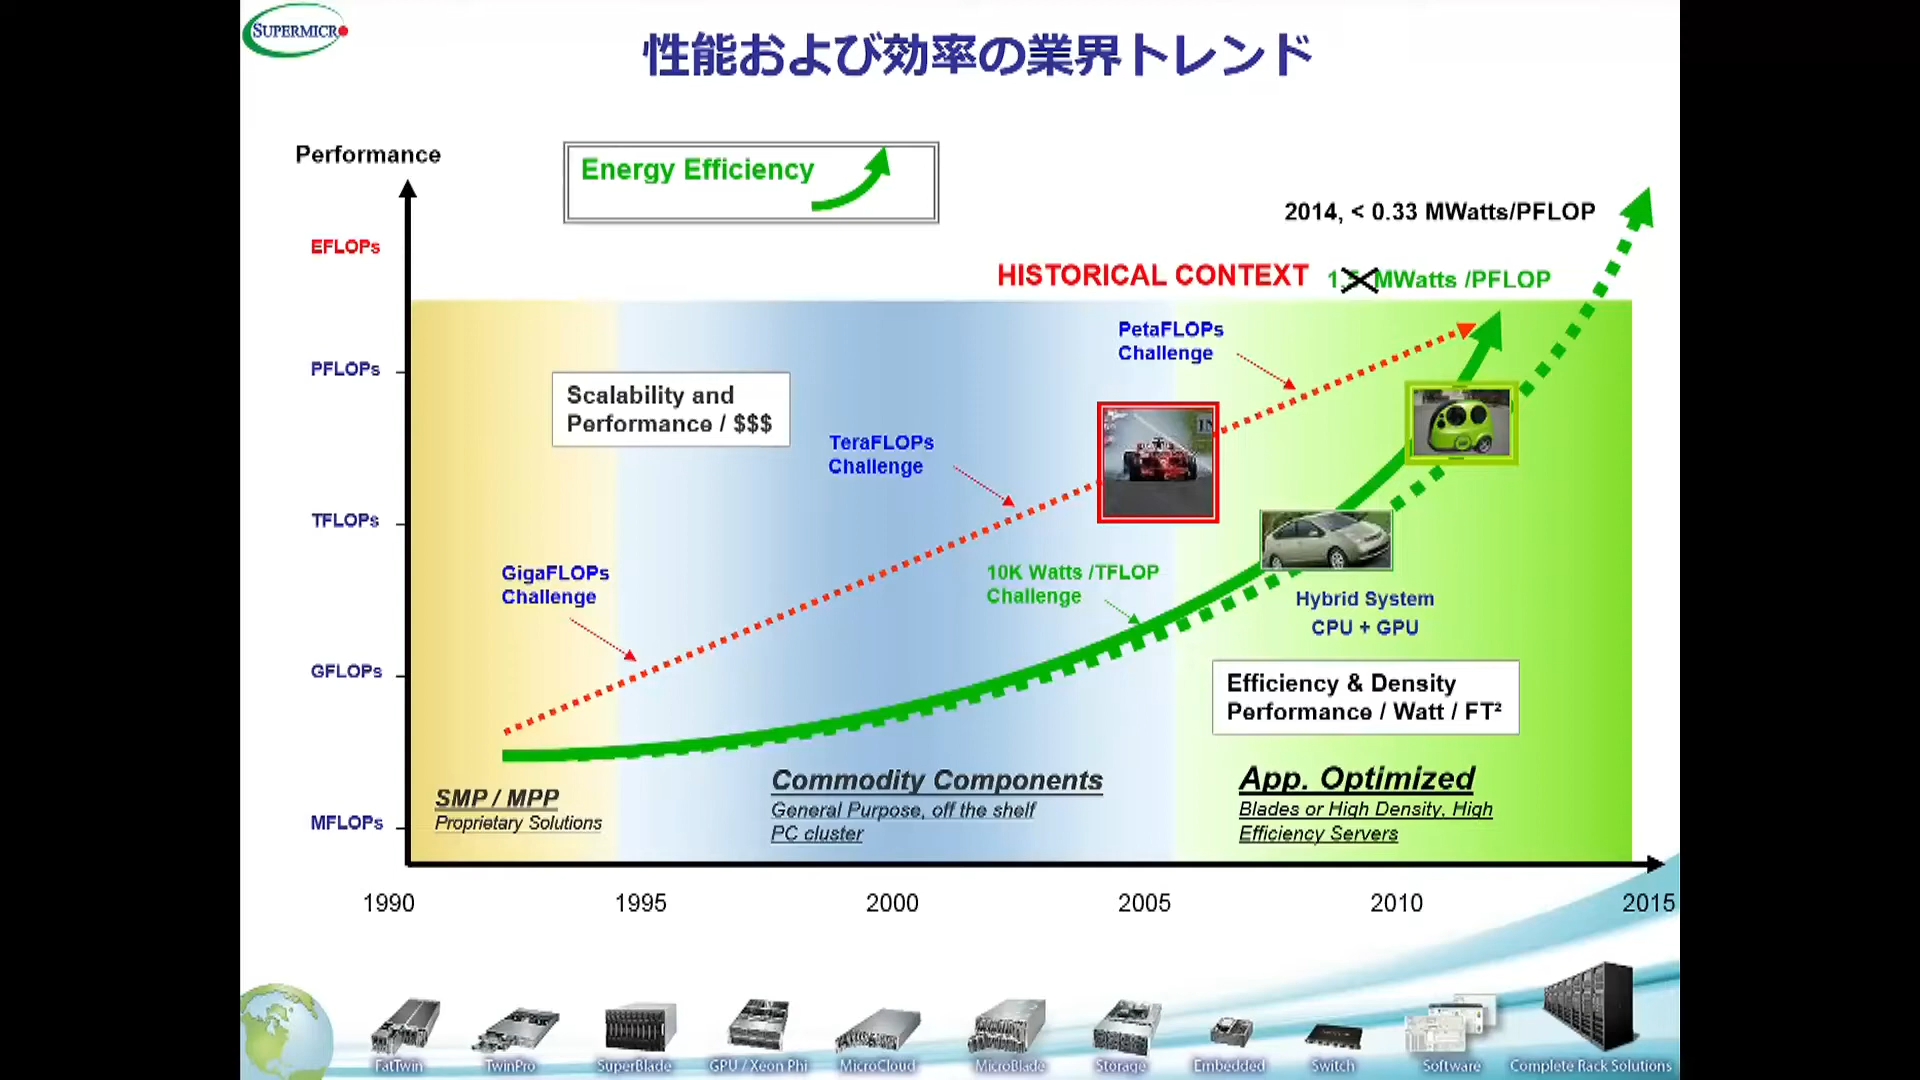 SUPERMICR
性能および効率の業界トレンド
Performance
Energy Efficiency
2014, < 0.33 MWatts/PFLOP
EFLOPs
HISTORICAL CONTEXT
MWatts /PFLOP
PetaFLOPs
Challenge
PFLOPs
Scalability and
Performance / $$$
TeraFLOPs
Challenge
TFLOPs
GigaFLOPs
Challenge
10K Watts /TFLOP
Challenge
Hybrid System
CPU + GPU
GFLOPs
Efficiency & Density
Performance / Watt / FT²
SMP / MPP
Proprietary Solutions
Commodity Components
General Purpose, off the shelf
PC cluster
App. Optimized
Blades or High Density, High
Efficiency Servers
MFLOPs
1990
1995
2000
2005
2010
2015
FatTwin
TwinPro
SuperBlade
GPU / Xeon Phi
MicroCloud
MicroBlade
Storage
Embedded
Switch
Software
Complete Rack Solutions